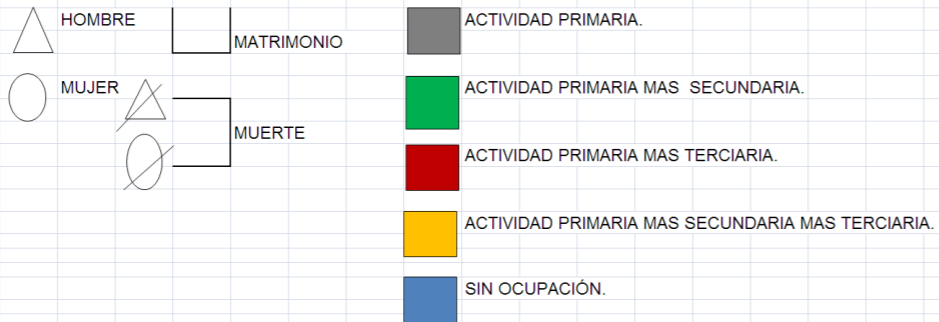 HOMBRE
MATRIMONIO
MUJER
MUERTE
ACTIVIDAD PRIMARIA.
ACTIVIDAD PRIMARIA MAS SECUNDARIA.
ACTIVIDAD PRIMARIA MAS TERCIARIA.
ACTIVIDAD PRIMARIA MAS SECUNDARIA MAS TERCIARIA.
SIN OCUPACIÓN.